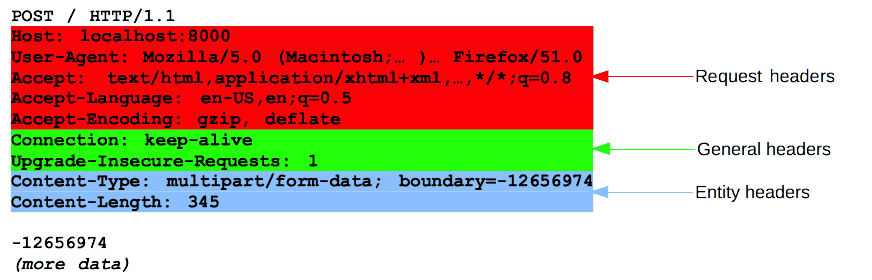 POST / HTTP/1.1
Host: localhost:8000
User-Agent: Mozilla/5.0 (Macintosh;… )… Firefox/51.0
Accept: text/html,application/xhtml+xml,…,*/*;q=0.8
Request headers
Accept-Language: en-US,en;q=0.5
Accept-Encoding: gzip, deflate
Connection: keep-alive
General headers
Upgrade-Insecure-Requests: 1
Content-Type: multipart/form-data; boundary=-12656974
Entity headers
Content-Length: 345
-12656974
(more data)